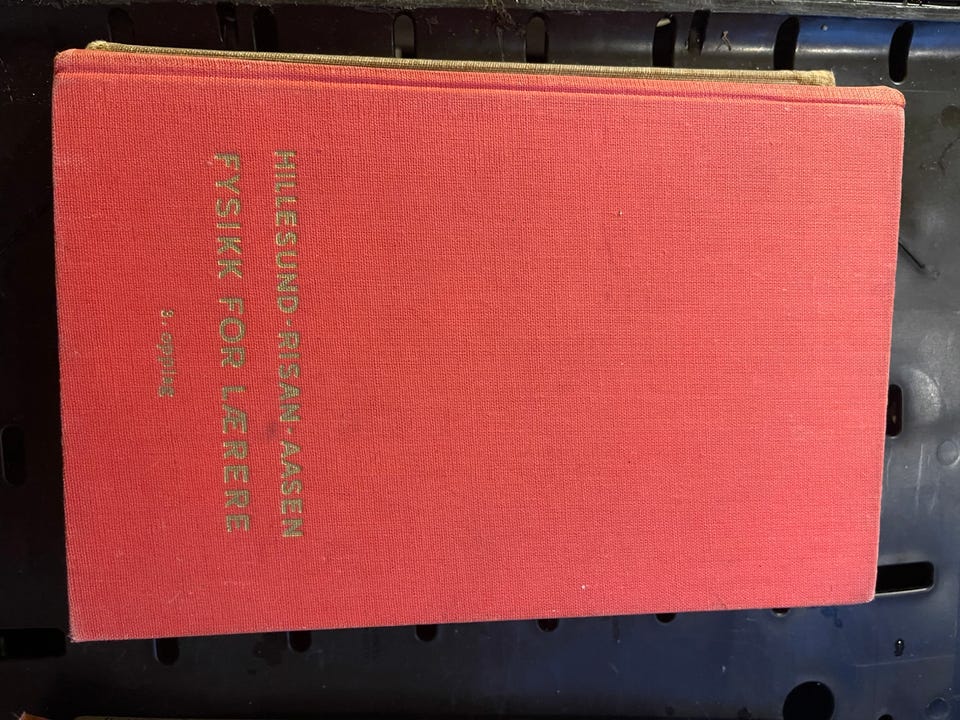 HILLESUND·RISAN·AASEN
FYSIKK FOR LÆRERE
3. opplag